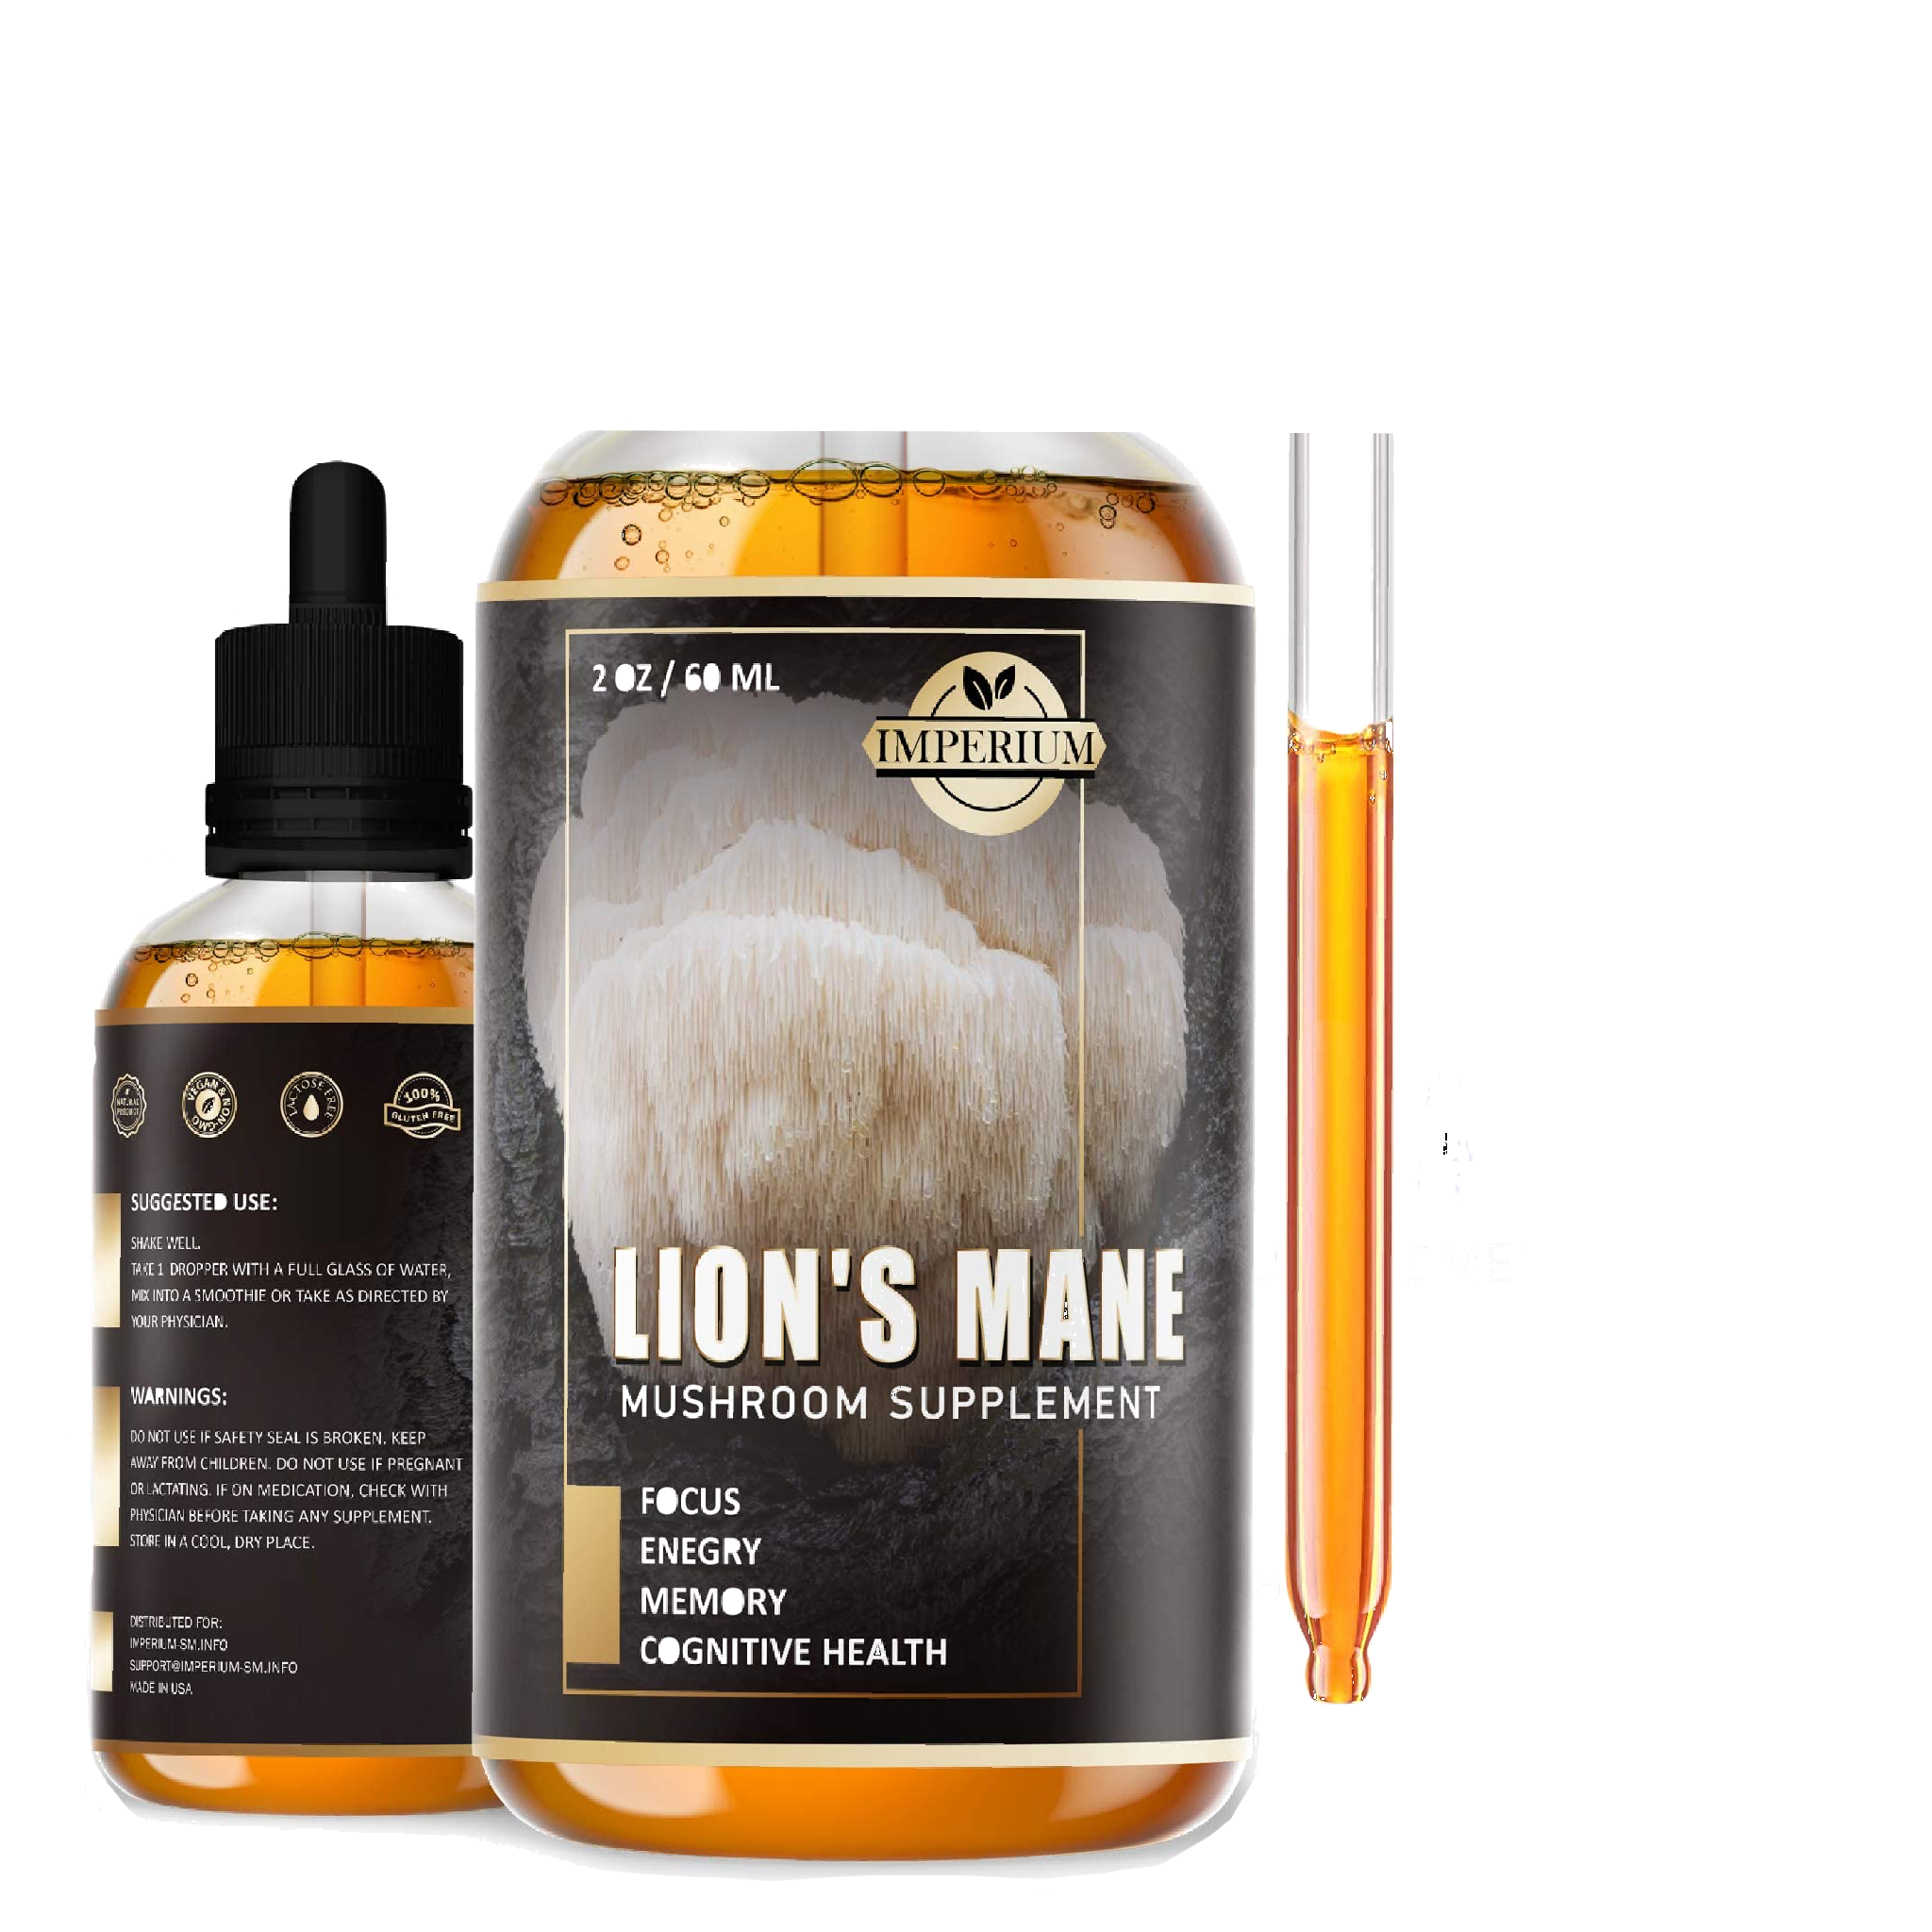 2 OZ / 60 ML
IMPERIUM
LION'S MANE
MUSHROOM SUPPLEMENT
FOCUS
ENEGRY
MEMORY
COGNITIVE HEALTH
NATURAL
PRODUCT
VEGAN & NON-GMO
LACTOSE FREE
100%
GLUTEN FREE
SUGGESTED USE:
SHAKE WELL.
TAKE 1 DROPPER WITH A FULL GLASS OF WATER,
MIX INTO A SMOOTHIE OR TAKE AS DIRECTED BY
YOUR PHYSICIAN.
WARNINGS:
DO NOT USE IF SAFETY SEAL IS BROKEN. KEEP
AWAY FROM CHILDREN. DO NOT USE IF PREGNANT
OR LACTATING. IF ON MEDICATION, CHECK WITH
PHYSICIAN BEFORE TAKING ANY SUPPLEMENT.
STORE IN A COOL, DRY PLACE.
DISTRIBUTED FOR:
IMPERIUM-SM.INFO
SUPPORT@IMPERIUM-SM.INFO
MADE IN USA